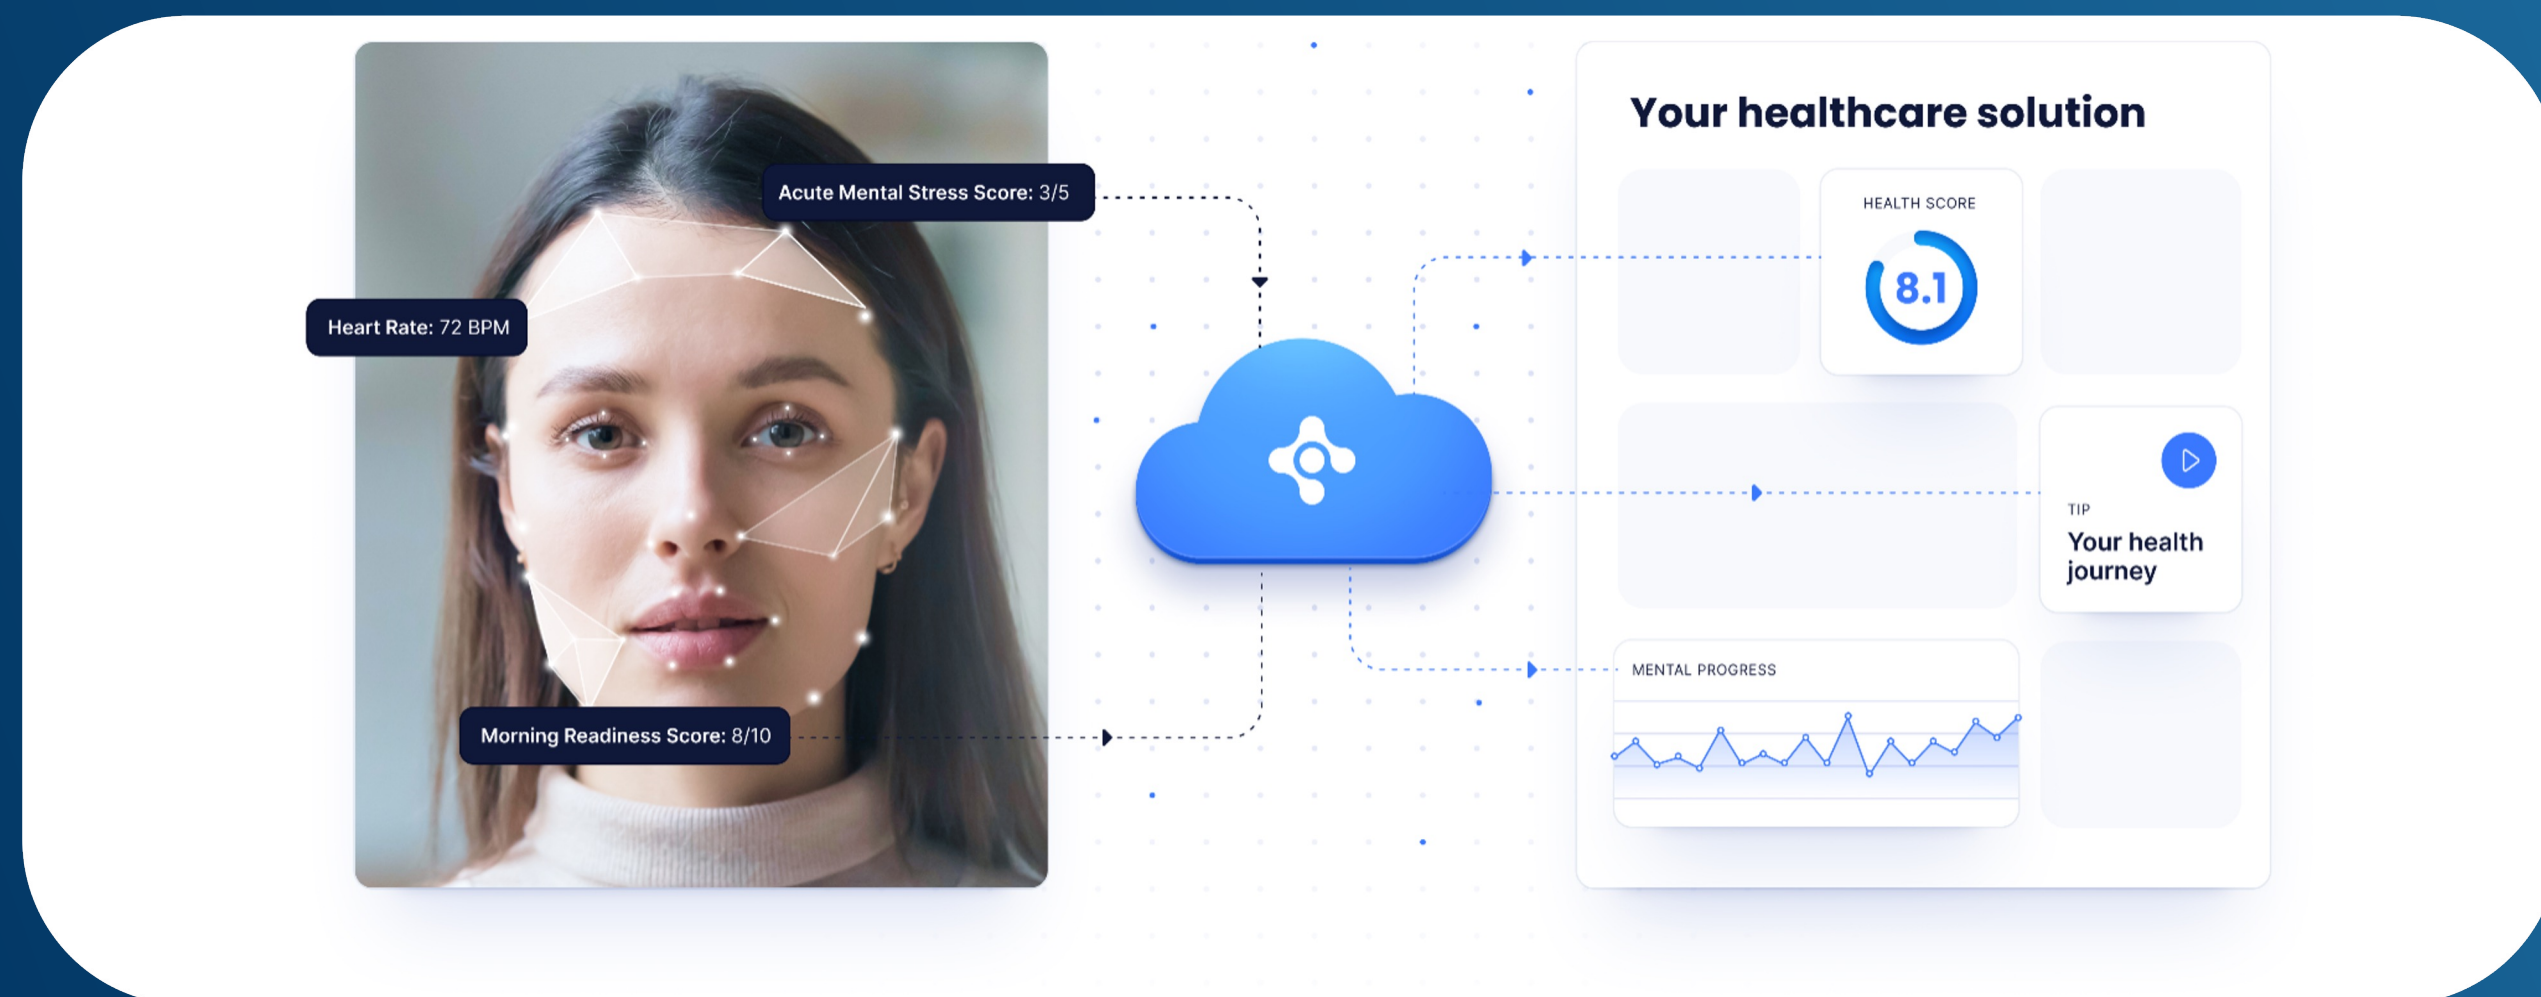 Acute Mental Stress Score: 3/5
Heart Rate: 72 BPM
Morning Readiness Score: 8/10
Your healthcare solution
HEALTH SCORE
8.1
TIP
Your health
journey
MENTAL PROGRESS